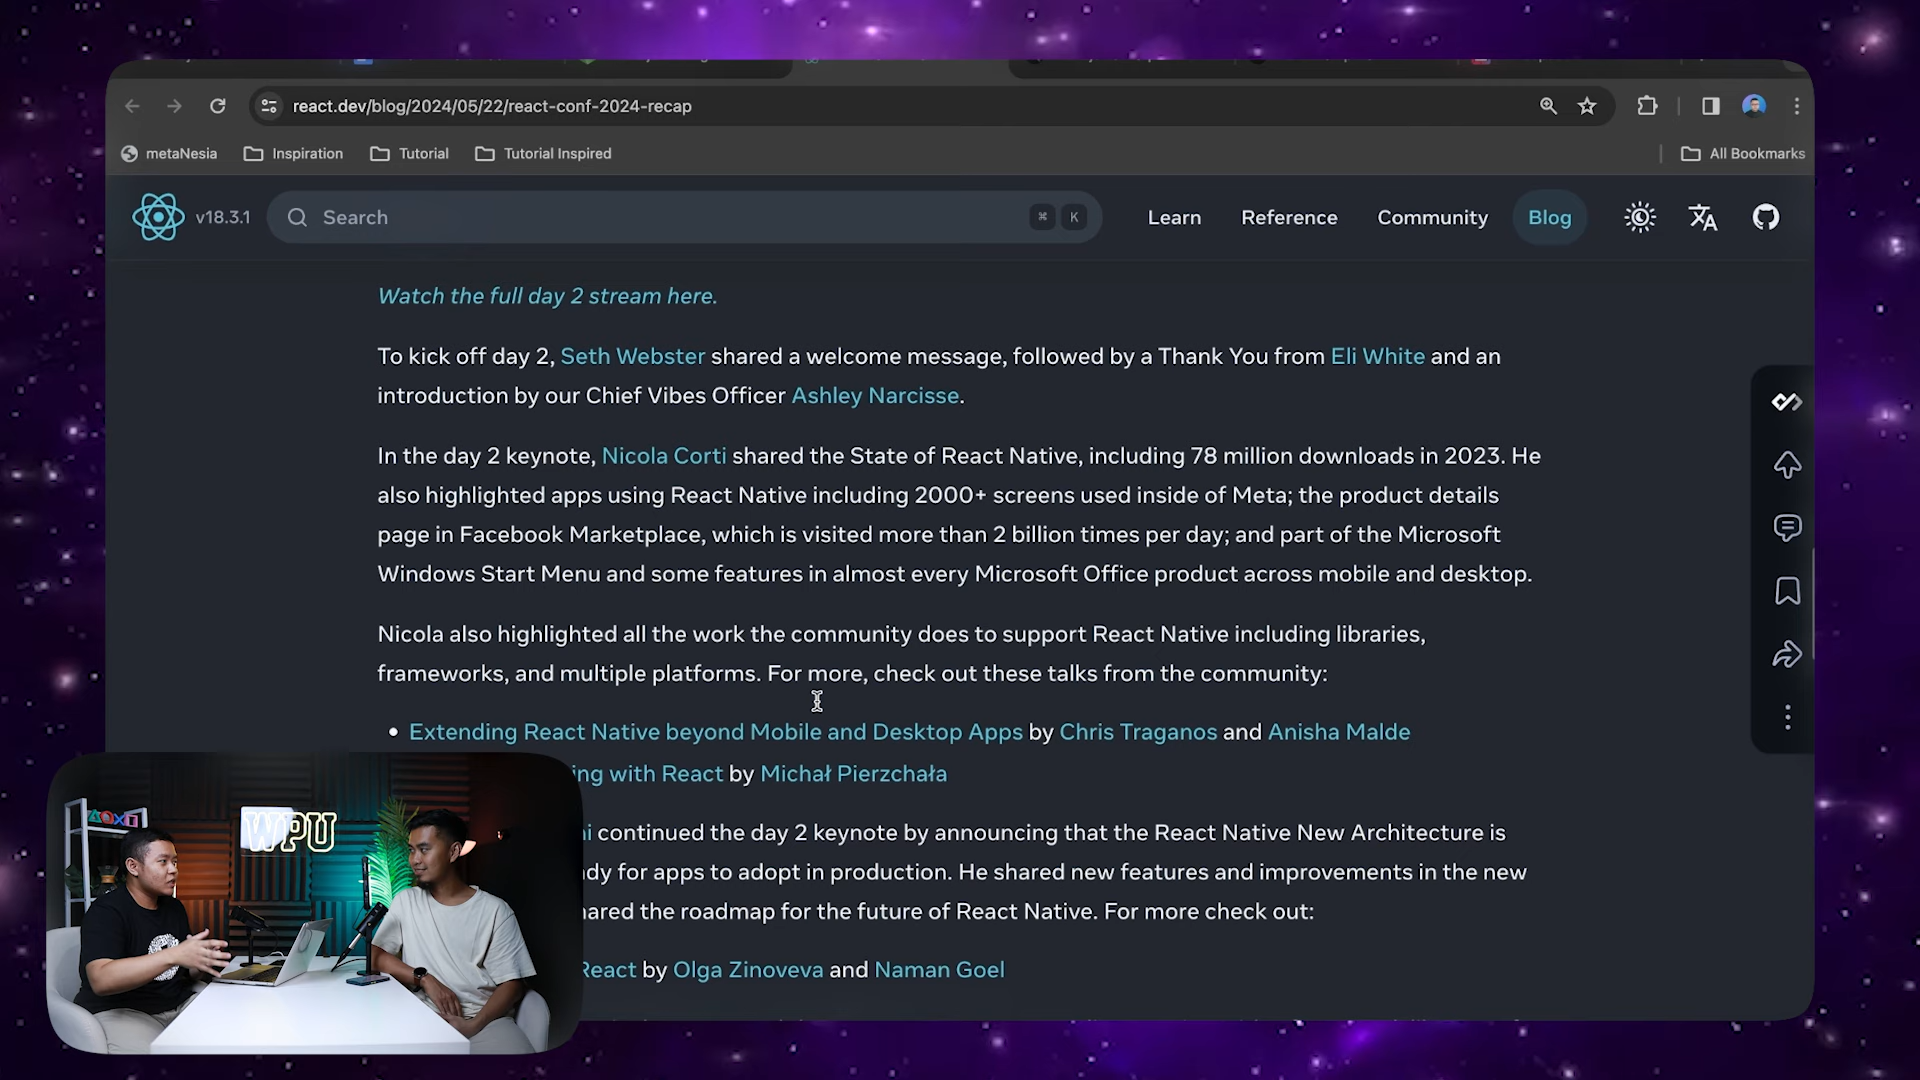 react.dev/blog/2024/05/22/react-conf-2024-recap
metaNesia Inspiration Tutorial Tutorial Inspired All Bookmarks
v18.3.1 Search ⌘ K Learn Reference Community Blog
Watch the full day 2 stream here.
To kick off day 2, Seth Webster shared a welcome message, followed by a Thank You from Eli White and an
introduction by our Chief Vibes Officer Ashley Narcisse.
In the day 2 keynote, Nicola Corti shared the State of React Native, including 78 million downloads in 2023. He
also highlighted apps using React Native including 2000+ screens used inside of Meta; the product details
page in Facebook Marketplace, which is visited more than 2 billion times per day; and part of the Microsoft
Windows Start Menu and some features in almost every Microsoft Office product across mobile and desktop.
Nicola also highlighted all the work the community does to support React Native including libraries,
frameworks, and multiple platforms. For more, check out these talks from the community:
• Extending React Native beyond Mobile and Desktop Apps by Chris Traganos and Anisha Malde
ing with React by Michał Pierzchała
continued the day 2 keynote by announcing that the React Native New Architecture is
dy for apps to adopt in production. He shared new features and improvements in the new
hared the roadmap for the future of React Native. For more check out:
React by Olga Zinoveva and Naman Goel
WPU